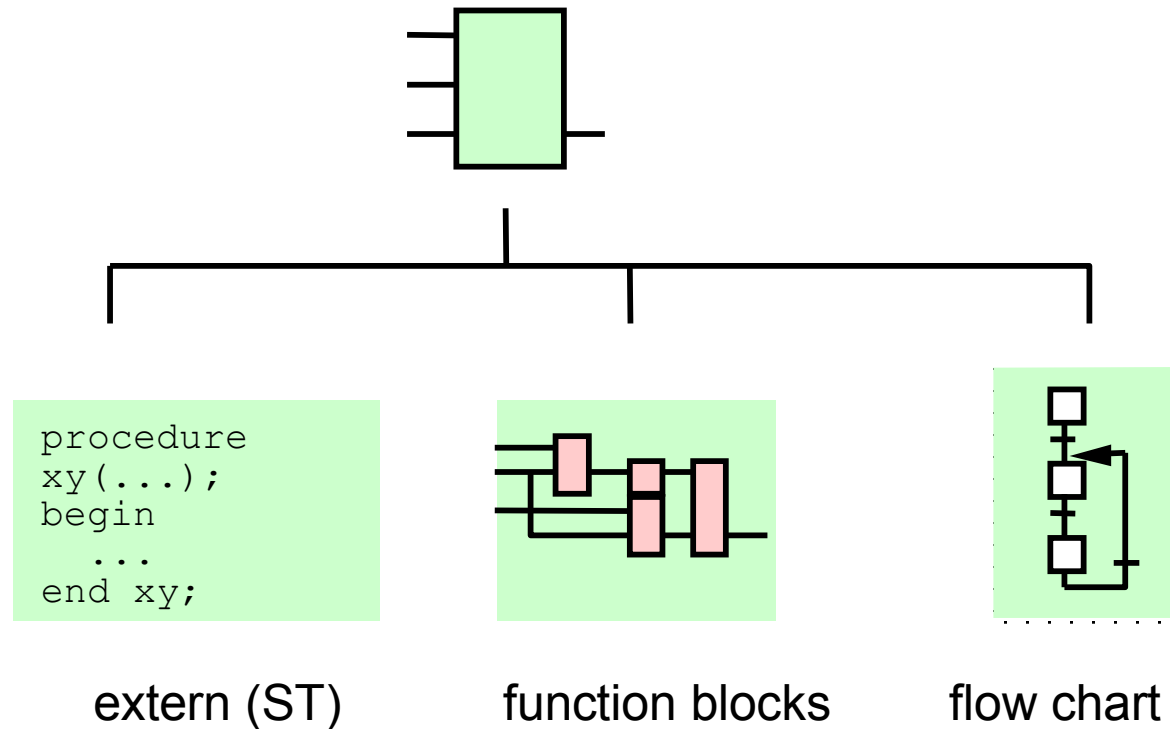 procedure
xy(...);
begin
...
end xy;
extern (ST)
function blocks
flow chart